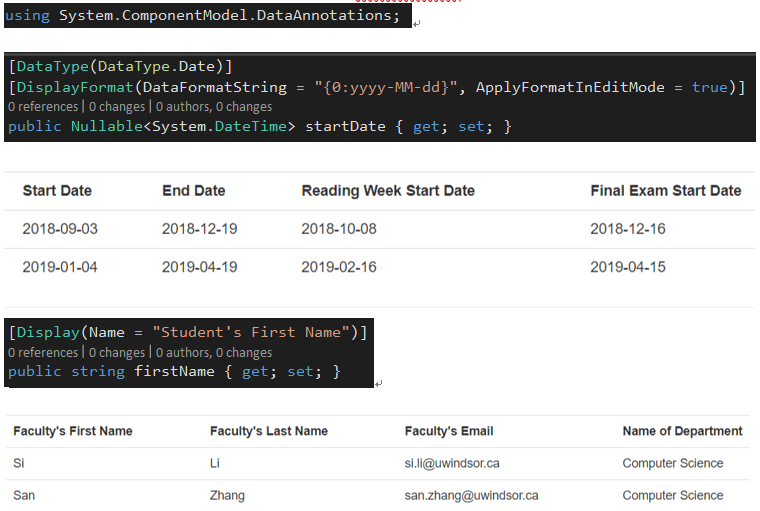 using System.ComponentModel.DataAnnotations;
[DataType(DataType.Date)]
[DisplayFormat(DataFormatString = "{0:yyyy-MM-dd}", ApplyFormatInEditMode = true)]
0 references | 0 changes | 0 authors, 0 changes
public Nullable<System.DateTime> startDate { get; set; }
Start Date End Date Reading Week Start Date Final Exam Start Date
2018-09-03 2018-12-19 2018-10-08 2018-12-16
2019-01-04 2019-04-19 2019-02-16 2019-04-15
[Display(Name = "Student's First Name")]
0 references | 0 changes | 0 authors, 0 changes
public string firstName { get; set; }
Faculty's First Name Faculty's Last Name Faculty's Email Name of Department
Si Li si.li@uwindsor.ca Computer Science
San Zhang san.zhang@uwindsor.ca Computer Science